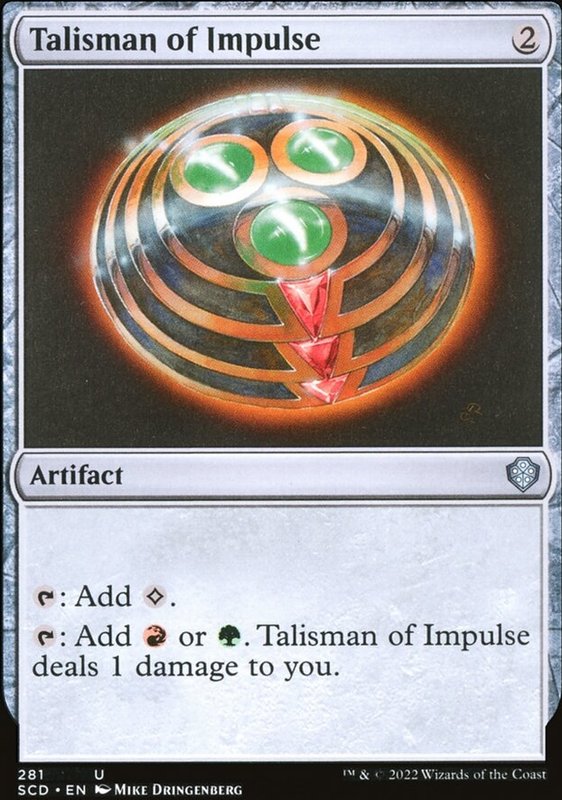 Talisman of Impulse 2
Artifact
: Add .
: Add or . Talisman of Impulse
deals 1 damage to you.
281 U
SCD • EN Mike Dringenberg
™ & © 2022 Wizards of the Coast